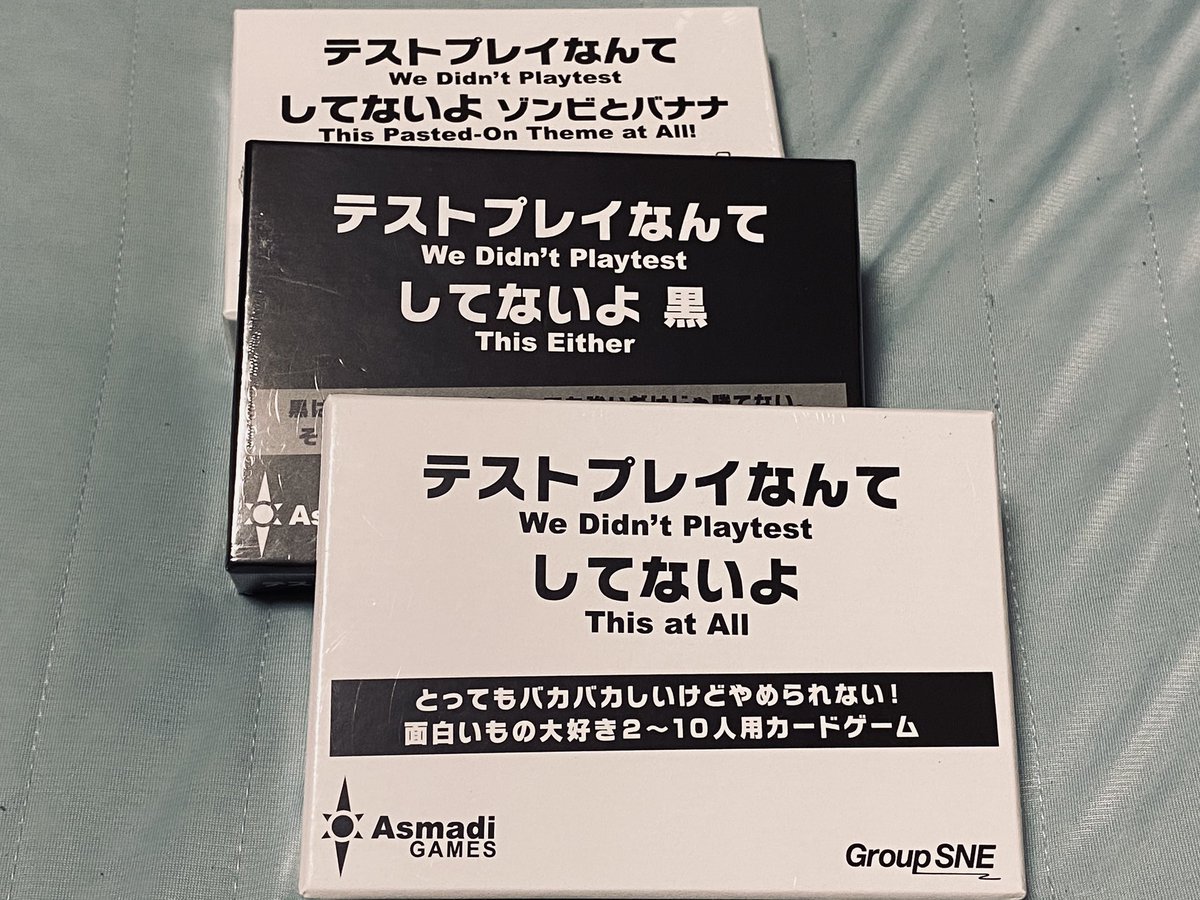 テストプレイなんて
We Didn't Playtest
してないよ ゾンビとバナナ
This Pasted-On Theme at All!
テストプレイなんて
We Didn't Playtest
してないよ 黒
This Either
黒は
そ
As
テストプレイなんて
We Didn't Playtest
してないよ
This at All
とってもバカバカしいけどやめられない!
面白いもの大好き2〜10人用カードゲーム
Asmadi
GAMES
Group SNE